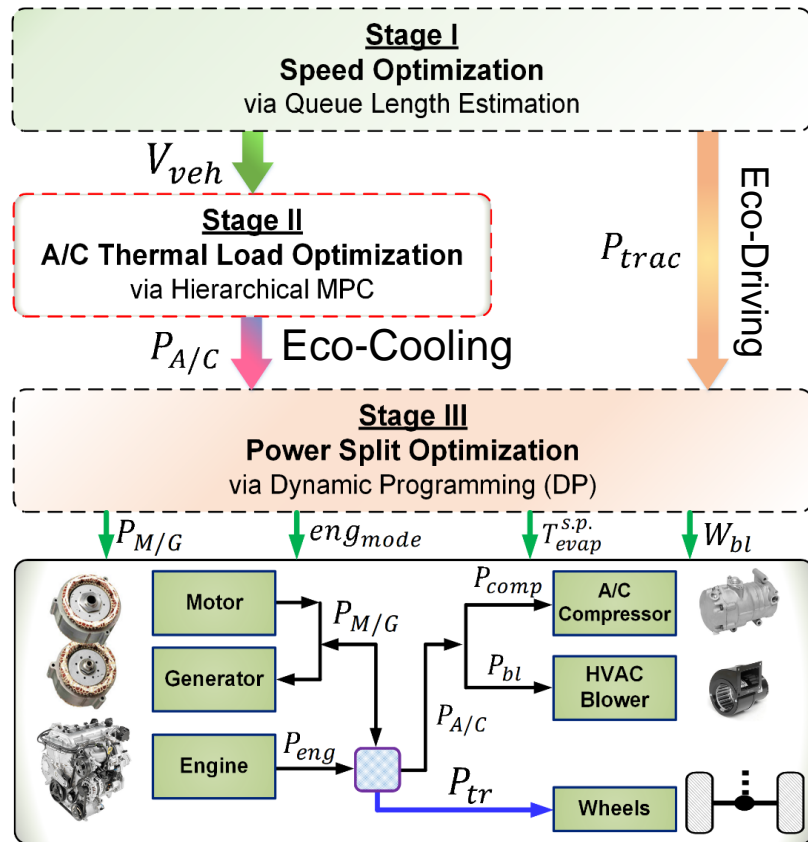 Stage I
Speed Optimization
via Queue Length Estimation
V_veh
Stage II
A/C Thermal Load Optimization
via Hierarchical MPC
P_trac
Eco-Driving
P_A/C
Eco-Cooling
Stage III
Power Split Optimization
via Dynamic Programming (DP)
P_M/G
eng_mode
T_evap^s.p.
W_bl
Motor
Generator
Engine
P_M/G
P_eng
P_comp
P_bl
P_A/C
P_tr
A/C
Compressor
HVAC
Blower
Wheels